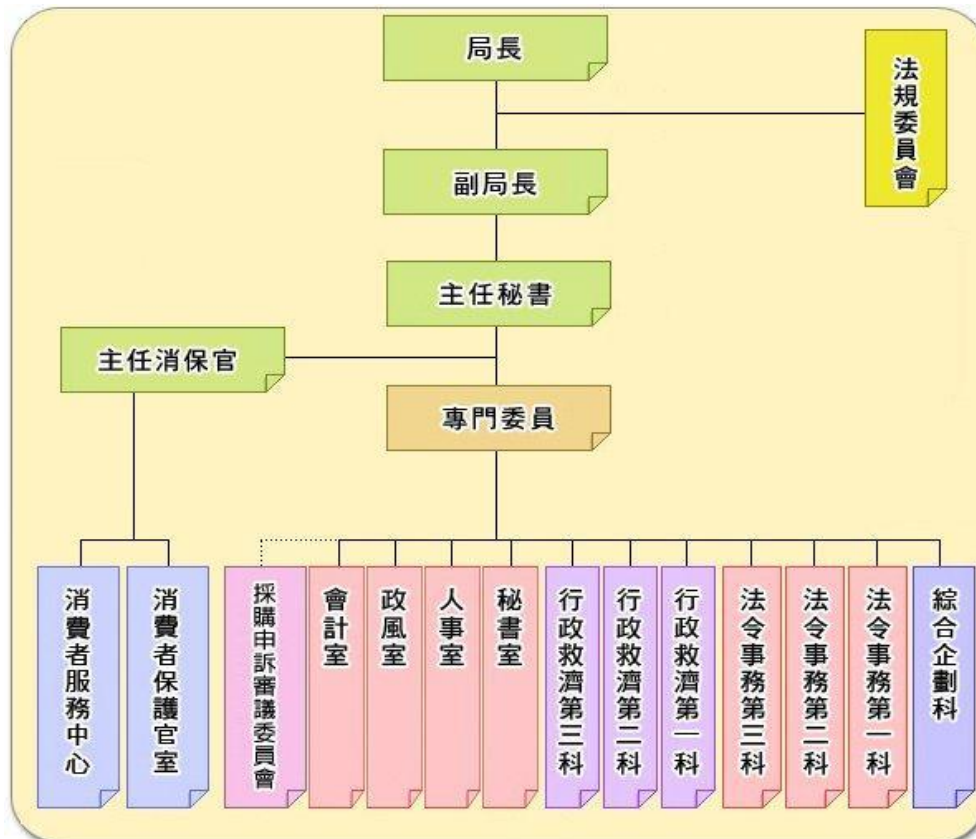 局長
法規委員會
副局長
主任秘書
主任消保官
專門委員
消費者服務中心
消費者保護官室
採購申訴審議委員會
會計室
政風室
人事室
秘書室
行政救濟第三科
行政救濟第二科
行政救濟第一科
法令事務第三科
法令事務第二科
法令事務第一科
綜合企劃科